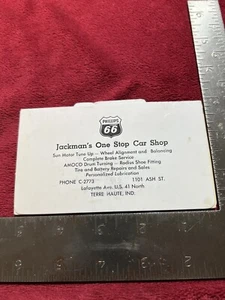 PHILLIPS
66
Jackman's One Stop Car Shop
Sun Motor Tune Up — Wheel Alignment and Balancing
Complete Brake Service
AMOCO Drum Turning — Radius Shoe Fitting
Tire and Battery Repairs and Sales
Personalized Lubrication
PHONE C-2773 1101 ASH ST.
Lafayette Ave. U.S. 41 North
TERRE HAUTE, IND.